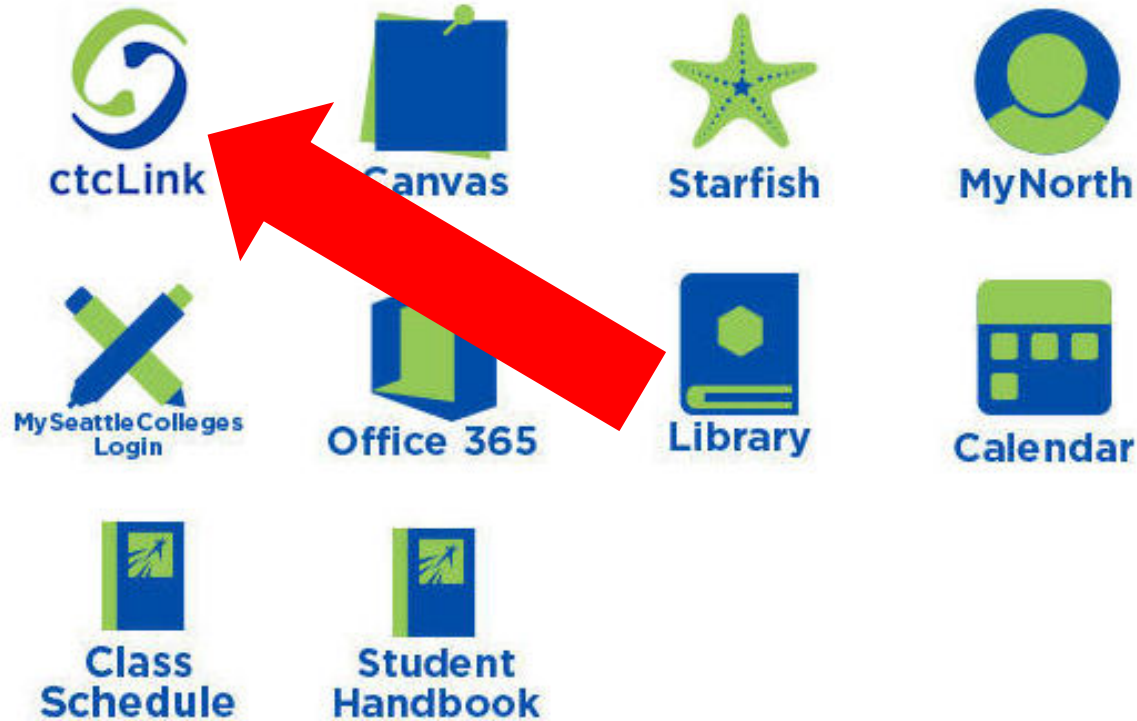 ctcLink Canvas Starfish MyNorth
MySeattleColleges
Login
Office 365 Library Calendar
Class
Schedule
Student
Handbook